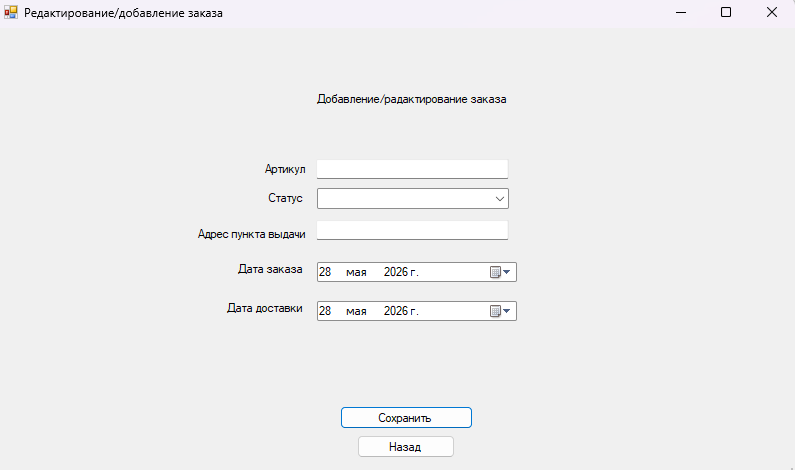 Редактирование/добавление заказа
Добавление/радактирование заказа
Артикул
Статус
Адрес пункта выдачи
Дата заказа 28 мая 2026 г.
Дата доставки 28 мая 2026 г.
Сохранить
Назад